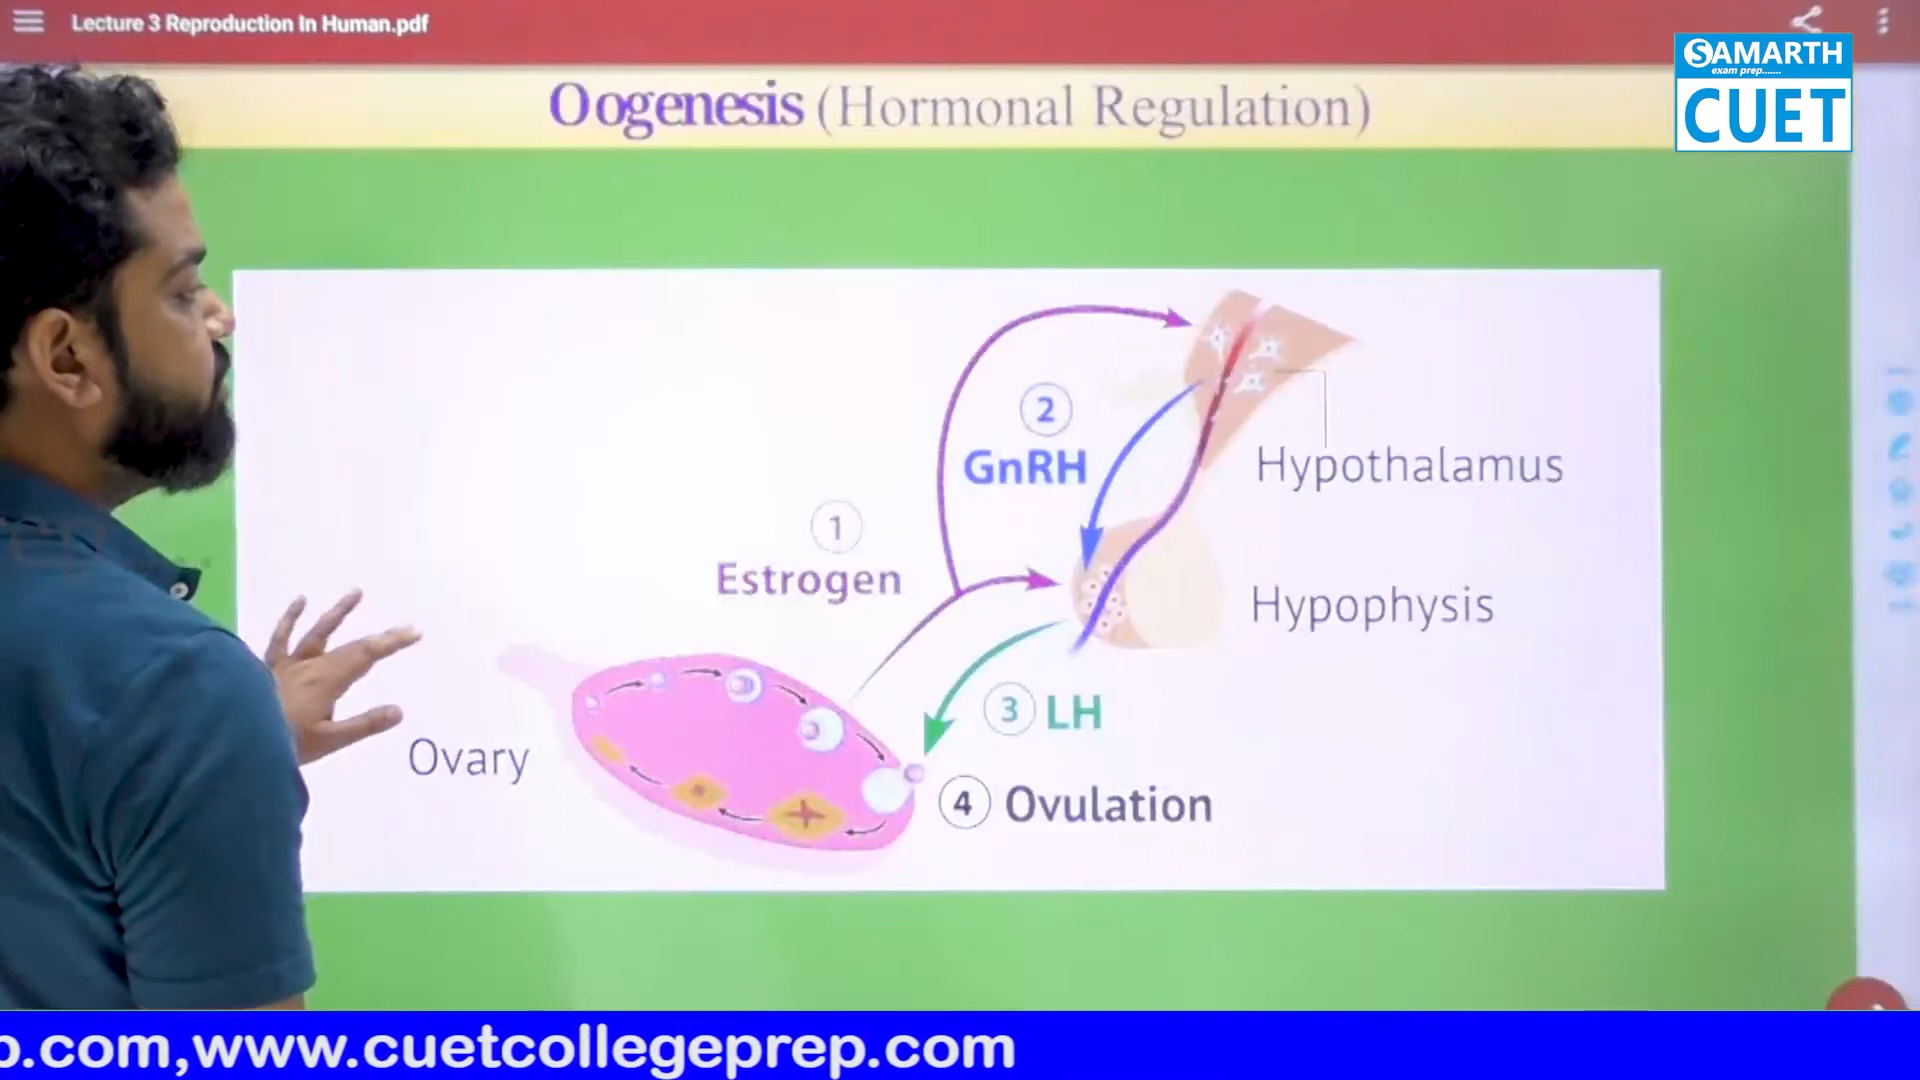 Lecture 3 Reproduction In Human.pdf
SAMARTH
exam prep.......
CUET
Oogenesis (Hormonal Regulation)
2
GnRH
Hypothalamus
1
Estrogen
Hypophysis
3 LH
Ovary
4 Ovulation
p.com,www.cuetcollegeprep.com